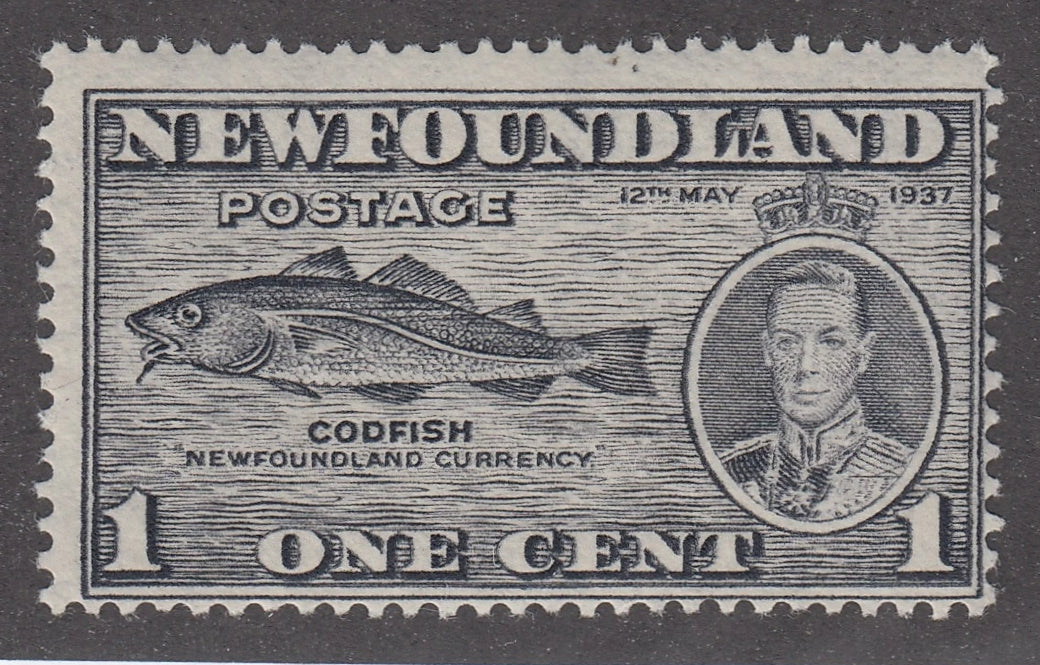 NEWFOUNDLAND
POSTAGE
12TH MAY 1937
CODFISH
"NEWFOUNDLAND CURRENCY."
1 ONE CENT 1